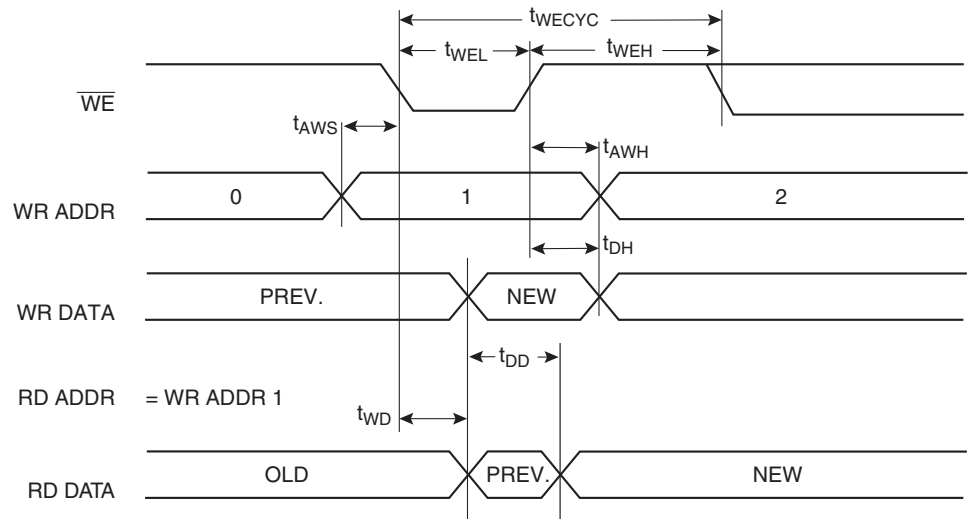 tWECYC
tWEL tWEH
WE
tAWS tAWH
WR ADDR 0 1 2
tDH
WR DATA PREV. NEW
tDD
RD ADDR = WR ADDR 1
tWD
RD DATA OLD PREV. NEW